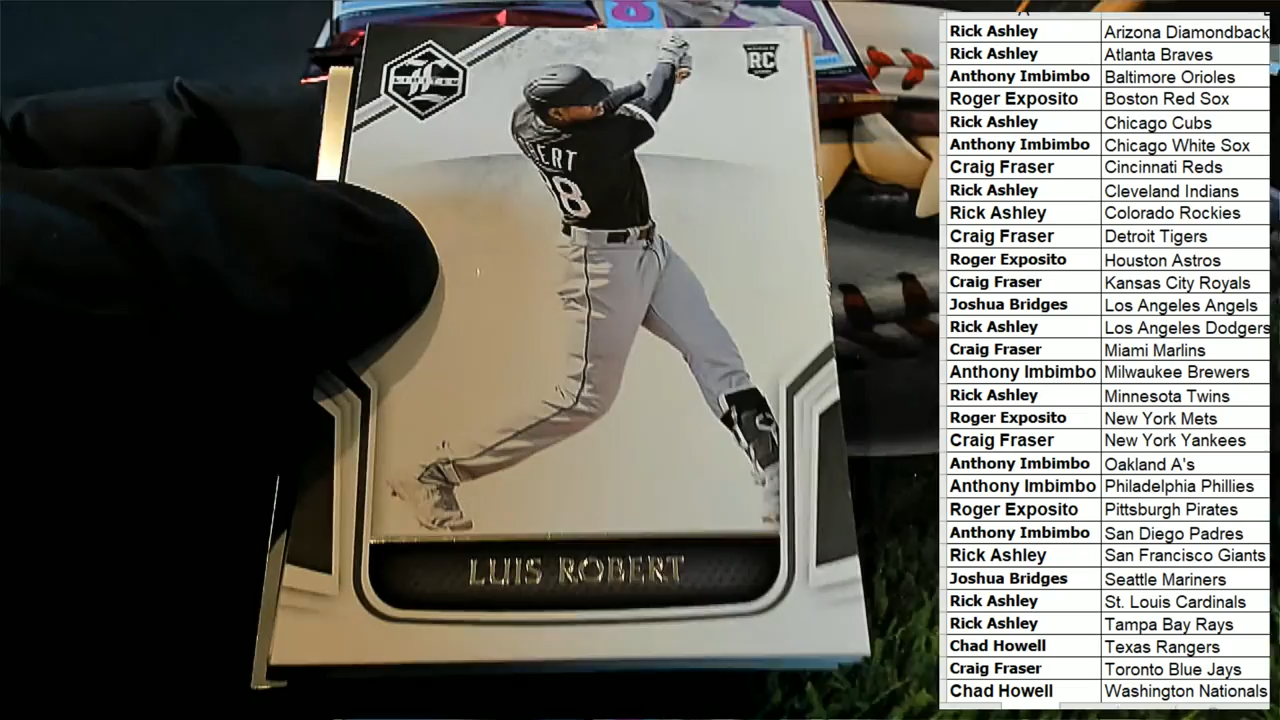 RC
BERT
8
LUIS ROBERT
Rick Ashley Arizona Diamondback
Rick Ashley Atlanta Braves
Anthony Imbimbo Baltimore Orioles
Roger Exposito Boston Red Sox
Rick Ashley Chicago Cubs
Anthony Imbimbo Chicago White Sox
Craig Fraser Cincinnati Reds
Rick Ashley Cleveland Indians
Rick Ashley Colorado Rockies
Craig Fraser Detroit Tigers
Roger Exposito Houston Astros
Craig Fraser Kansas City Royals
Joshua Bridges Los Angeles Angels
Rick Ashley Los Angeles Dodgers
Craig Fraser Miami Marlins
Anthony Imbimbo Milwaukee Brewers
Rick Ashley Minnesota Twins
Roger Exposito New York Mets
Craig Fraser New York Yankees
Anthony Imbimbo Oakland A's
Anthony Imbimbo Philadelphia Phillies
Roger Exposito Pittsburgh Pirates
Anthony Imbimbo San Diego Padres
Rick Ashley San Francisco Giants
Joshua Bridges Seattle Mariners
Rick Ashley St. Louis Cardinals
Rick Ashley Tampa Bay Rays
Chad Howell Texas Rangers
Craig Fraser Toronto Blue Jays
Chad Howell Washington Nationals